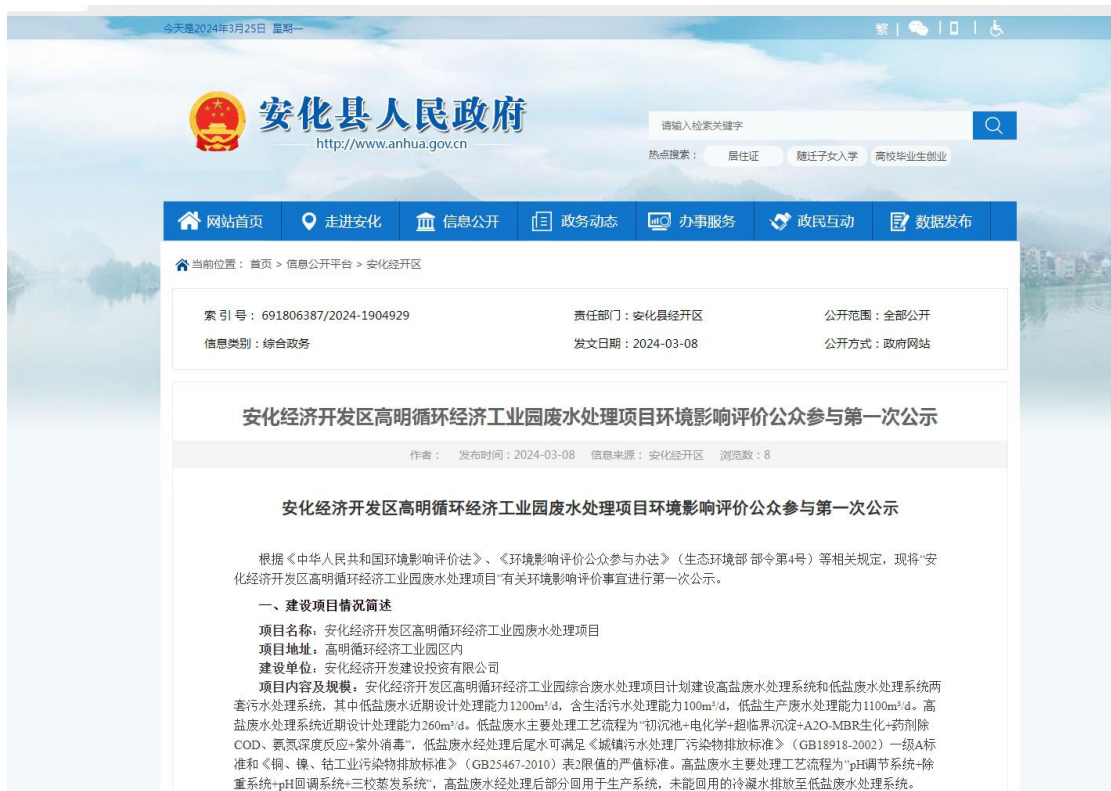 今天是2024年3月25日 星期一
繁
安化县人民政府
http://www.anhua.gov.cn
请输入检索关键字
热点搜索： 居住证 随迁子女入学 高校毕业生创业
网站首页 走进安化 信息公开 政务动态 办事服务 政民互动 数据发布
当前位置： 首页 > 信息公开平台 > 安化经开区
索 引 号： 691806387/2024-1904929 责任部门：安化县经开区 公开范围：全部公开
信息类别：综合政务 发文日期：2024-03-08 公开方式：政府网站
安化经济开发区高明循环经济工业园废水处理项目环境影响评价公众参与第一次公示
作者： 发布时间：2024-03-08 信息来源： 安化经开区 浏览数：8
安化经济开发区高明循环经济工业园废水处理项目环境影响评价公众参与第一次公示
根据《中华人民共和国环境影响评价法》、《环境影响评价公众参与办法》（生态环境部 部令第4号）等相关规定，现将“安
化经济开发区高明循环经济工业园废水处理项目”有关环境影响评价事宜进行第一次公示。
一、建设项目情况简述
项目名称：安化经济开发区高明循环经济工业园废水处理项目
项目地址：高明循环经济工业园区内
建设单位：安化经济开发建设投资有限公司
项目内容及规模：安化经济开发区高明循环经济工业园综合废水处理项目计划建设高盐废水处理系统和低盐废水处理系统两
套污水处理系统，其中低盐废水近期设计处理能力1200m³/d，含生活污水处理能力100m³/d，低盐生产废水处理能力1100m³/d。高
盐废水处理系统近期设计处理能力260m³/d。低盐废水主要处理工艺流程为“初沉池+电化学+超临界沉淀+A2O-MBR生化+药剂除
COD、氨氮深度反应+紫外消毒”，低盐废水经处理后尾水可满足《城镇污水处理厂污染物排放标准》（GB18918-2002）一级A标
准和《铜、镍、钴工业污染物排放标准》（GB25467-2010）表2限值的严值标准。高盐废水主要处理工艺流程为“pH调节系统+除
重系统+pH回调系统+三校蒸发系统”，高盐废水经处理后部分回用于生产系统，未能回用的冷凝水排放至低盐废水处理系统。